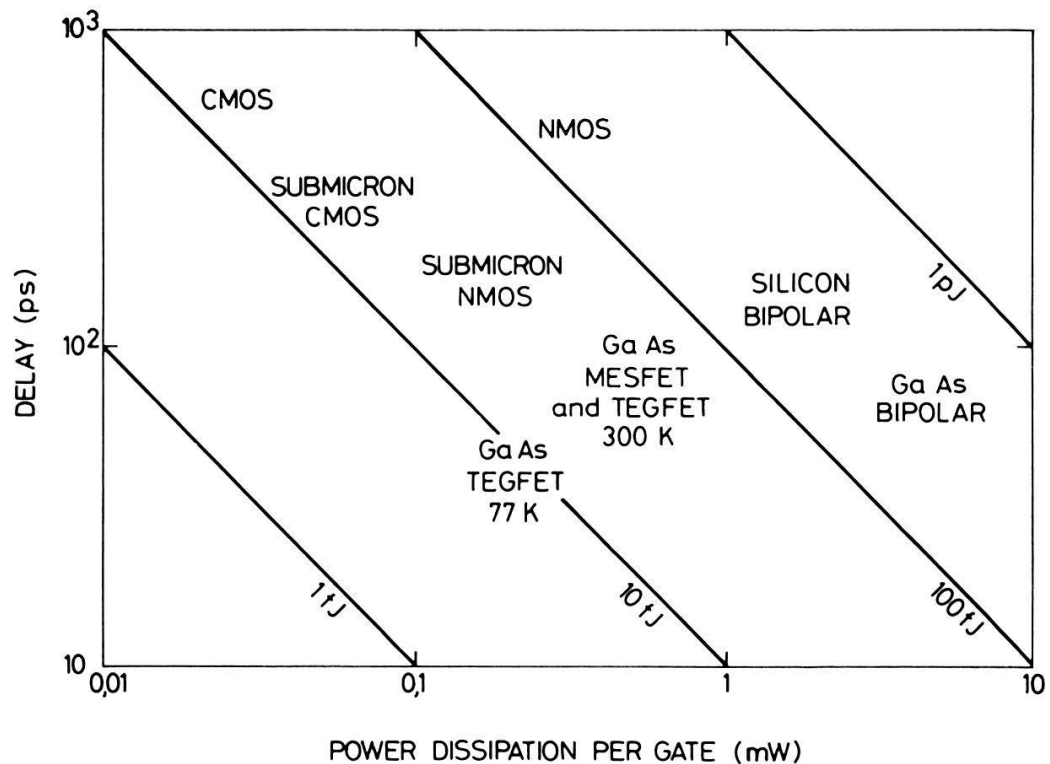 10³
CMOS
NMOS
SUBMICRON
CMOS
SUBMICRON
NMOS
SILICON
BIPOLAR
1pJ
DELAY (ps)
10²
Ga As
MESFET
and TEGFET
300 K
Ga As
BIPOLAR
Ga As
TEGFET
77 K
1fJ
10fJ
100fJ
10
0,01
0,1
1
10
POWER DISSIPATION PER GATE (mW)